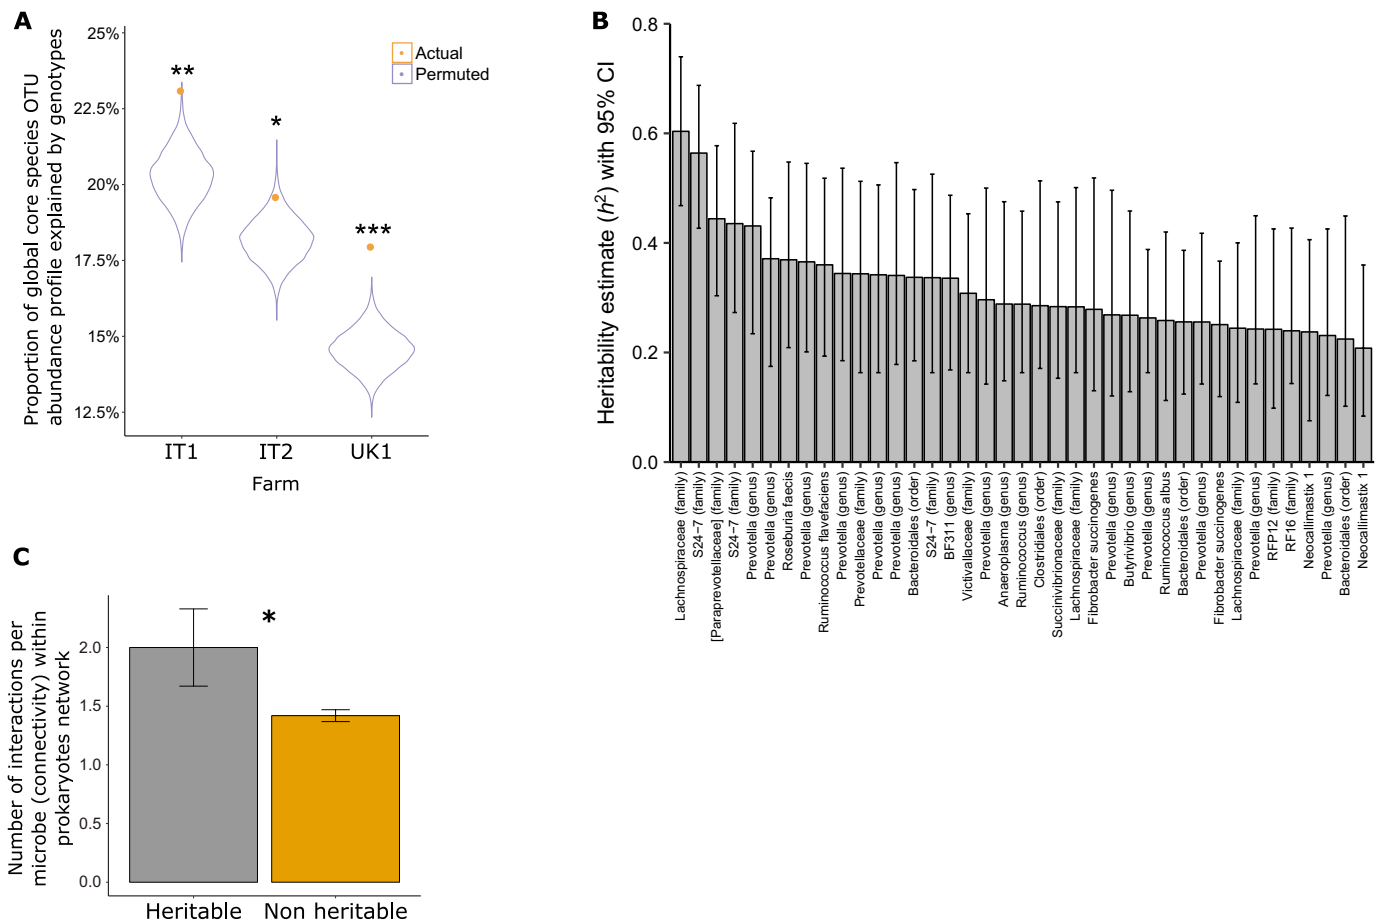 A
Proportion of global core species OTU
abundance profile explained by genotypes
25%
22.5%
20%
17.5%
15%
12.5%
**
*
***
Actual
Permuted
IT1
IT2
UK1
Farm
B
Heritability estimate (h²) with 95% CI
0.8
0.6
0.4
0.2
0.0
Lachnospiraceae (family)
S24−7 (family)
[Paraprevotellaceae] (family)
S24−7 (family)
Prevotella (genus)
Prevotella (genus)
Roseburia faecis
Prevotella (genus)
Ruminococcus flavefaciens
Prevotella (genus)
Prevotellaceae (family)
Prevotella (genus)
Prevotella (genus)
Bacteroidales (order)
S24−7 (family)
BF311 (genus)
Victivallaceae (family)
Prevotella (genus)
Anaeroplasma (genus)
Ruminococcus (genus)
Clostridiales (order)
Succinivibrionaceae (family)
Lachnospiraceae (family)
Fibrobacter succinogenes
Prevotella (genus)
Butyrivibrio (genus)
Prevotella (genus)
Ruminococcus albus
Bacteroidales (order)
Prevotella (genus)
Fibrobacter succinogenes
Lachnospiraceae (family)
Prevotella (genus)
RFP12 (family)
RF16 (family)
Neocallimastix 1
Prevotella (genus)
Bacteroidales (order)
Neocallimastix 1
C
Number of interactions per
microbe (connectivity) within
prokaryotes network
2.0
1.5
1.0
0.5
0.0
*
Heritable
Non heritable